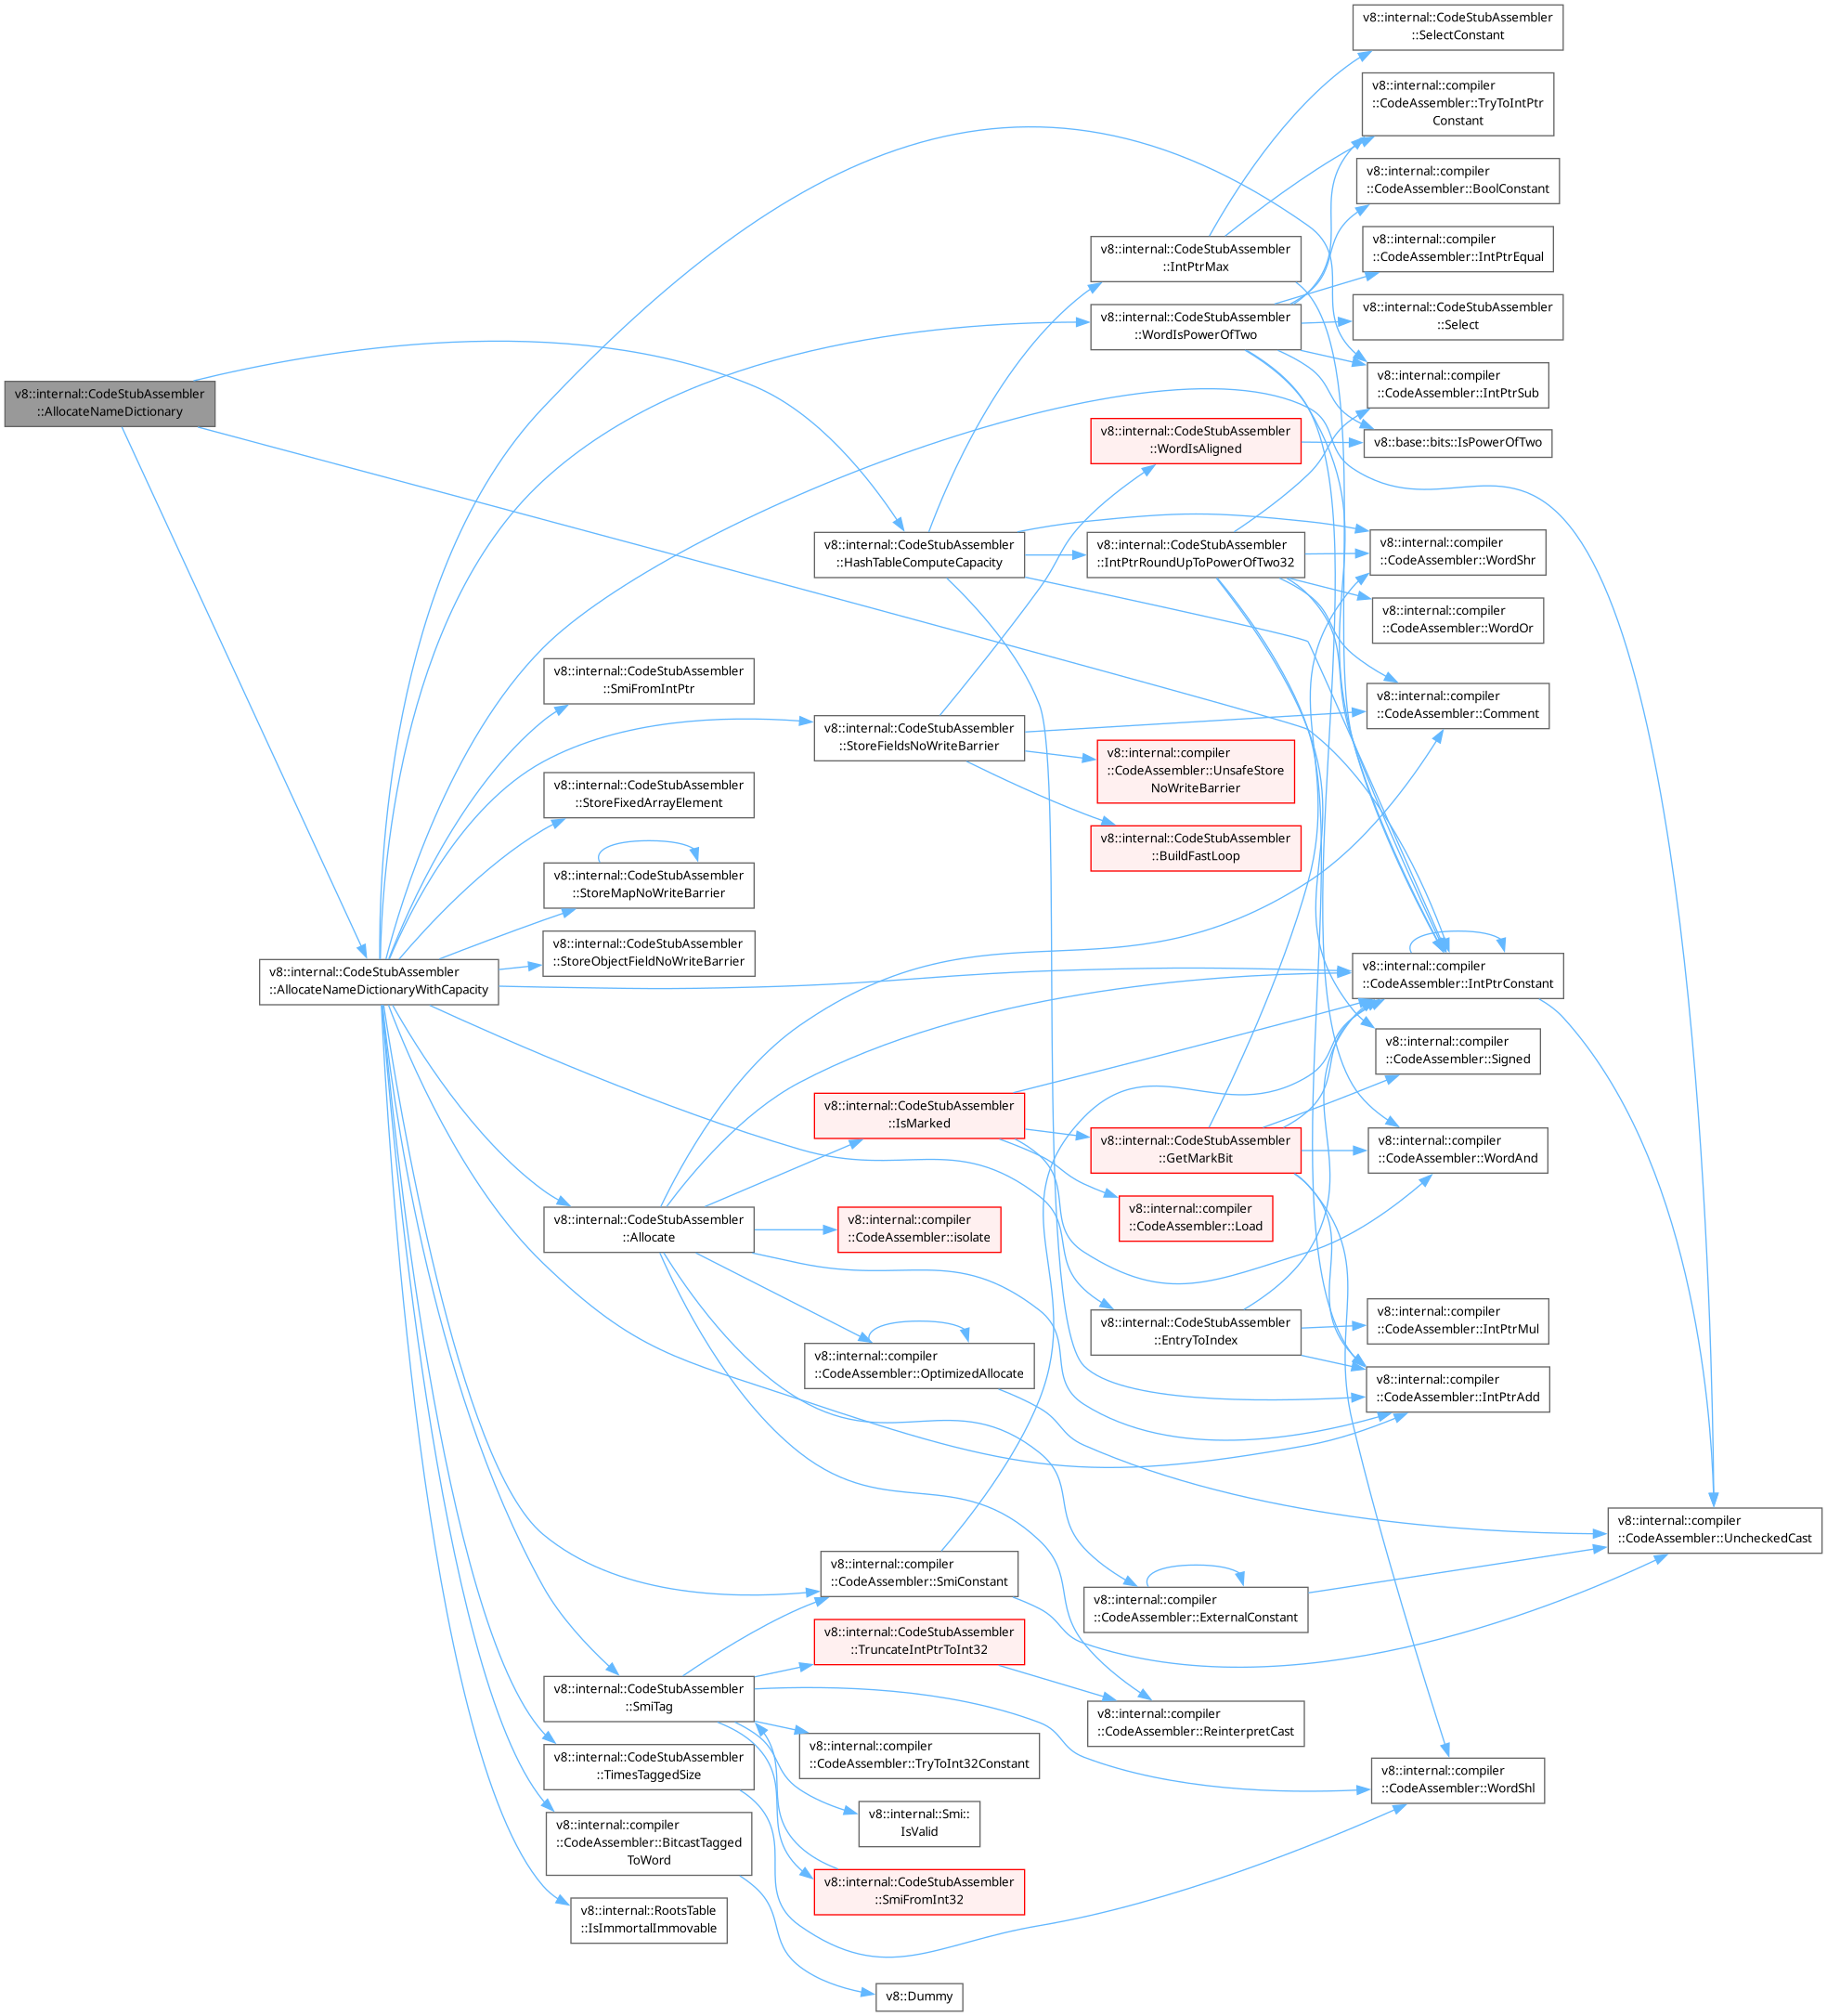 v8::internal::CodeStubAssembler
::SelectConstant
v8::internal::compiler
::CodeAssembler::TryToIntPtr
Constant
v8::internal::compiler
::CodeAssembler::BoolConstant
v8::internal::CodeStubAssembler
::IntPtrMax
v8::internal::compiler
::CodeAssembler::IntPtrEqual
v8::internal::CodeStubAssembler
::WordIsPowerOfTwo
v8::internal::CodeStubAssembler
::Select
v8::internal::CodeStubAssembler
::AllocateNameDictionary
v8::internal::compiler
::CodeAssembler::IntPtrSub
v8::internal::CodeStubAssembler
::WordIsAligned
v8::base::bits::IsPowerOfTwo
v8::internal::CodeStubAssembler
::HashTableComputeCapacity
v8::internal::CodeStubAssembler
::IntPtrRoundUpToPowerOfTwo32
v8::internal::compiler
::CodeAssembler::WordShr
v8::internal::compiler
::CodeAssembler::WordOr
v8::internal::CodeStubAssembler
::SmiFromIntPtr
v8::internal::CodeStubAssembler
::StoreFieldsNoWriteBarrier
v8::internal::compiler
::CodeAssembler::Comment
v8::internal::compiler
::CodeAssembler::UnsafeStore
NoWriteBarrier
v8::internal::CodeStubAssembler
::StoreFixedArrayElement
v8::internal::CodeStubAssembler
::BuildFastLoop
v8::internal::CodeStubAssembler
::StoreMapNoWriteBarrier
v8::internal::CodeStubAssembler
::StoreObjectFieldNoWriteBarrier
v8::internal::CodeStubAssembler
::AllocateNameDictionaryWithCapacity
v8::internal::compiler
::CodeAssembler::IntPtrConstant
v8::internal::compiler
::CodeAssembler::Signed
v8::internal::CodeStubAssembler
::IsMarked
v8::internal::CodeStubAssembler
::GetMarkBit
v8::internal::compiler
::CodeAssembler::WordAnd
v8::internal::CodeStubAssembler
::Allocate
v8::internal::compiler
::CodeAssembler::isolate
v8::internal::compiler
::CodeAssembler::Load
v8::internal::CodeStubAssembler
::EntryToIndex
v8::internal::compiler
::CodeAssembler::IntPtrMul
v8::internal::compiler
::CodeAssembler::OptimizedAllocate
v8::internal::compiler
::CodeAssembler::IntPtrAdd
v8::internal::compiler
::CodeAssembler::UncheckedCast
v8::internal::compiler
::CodeAssembler::SmiConstant
v8::internal::compiler
::CodeAssembler::ExternalConstant
v8::internal::CodeStubAssembler
::TruncateIntPtrToInt32
v8::internal::CodeStubAssembler
::SmiTag
v8::internal::compiler
::CodeAssembler::ReinterpretCast
v8::internal::compiler
::CodeAssembler::TryToInt32Constant
v8::internal::CodeStubAssembler
::TimesTaggedSize
v8::internal::compiler
::CodeAssembler::WordShl
v8::internal::Smi::
IsValid
v8::internal::compiler
::CodeAssembler::BitcastTagged
ToWord
v8::internal::CodeStubAssembler
::SmiFromInt32
v8::internal::RootsTable
::IsImmortalImmovable
v8::Dummy